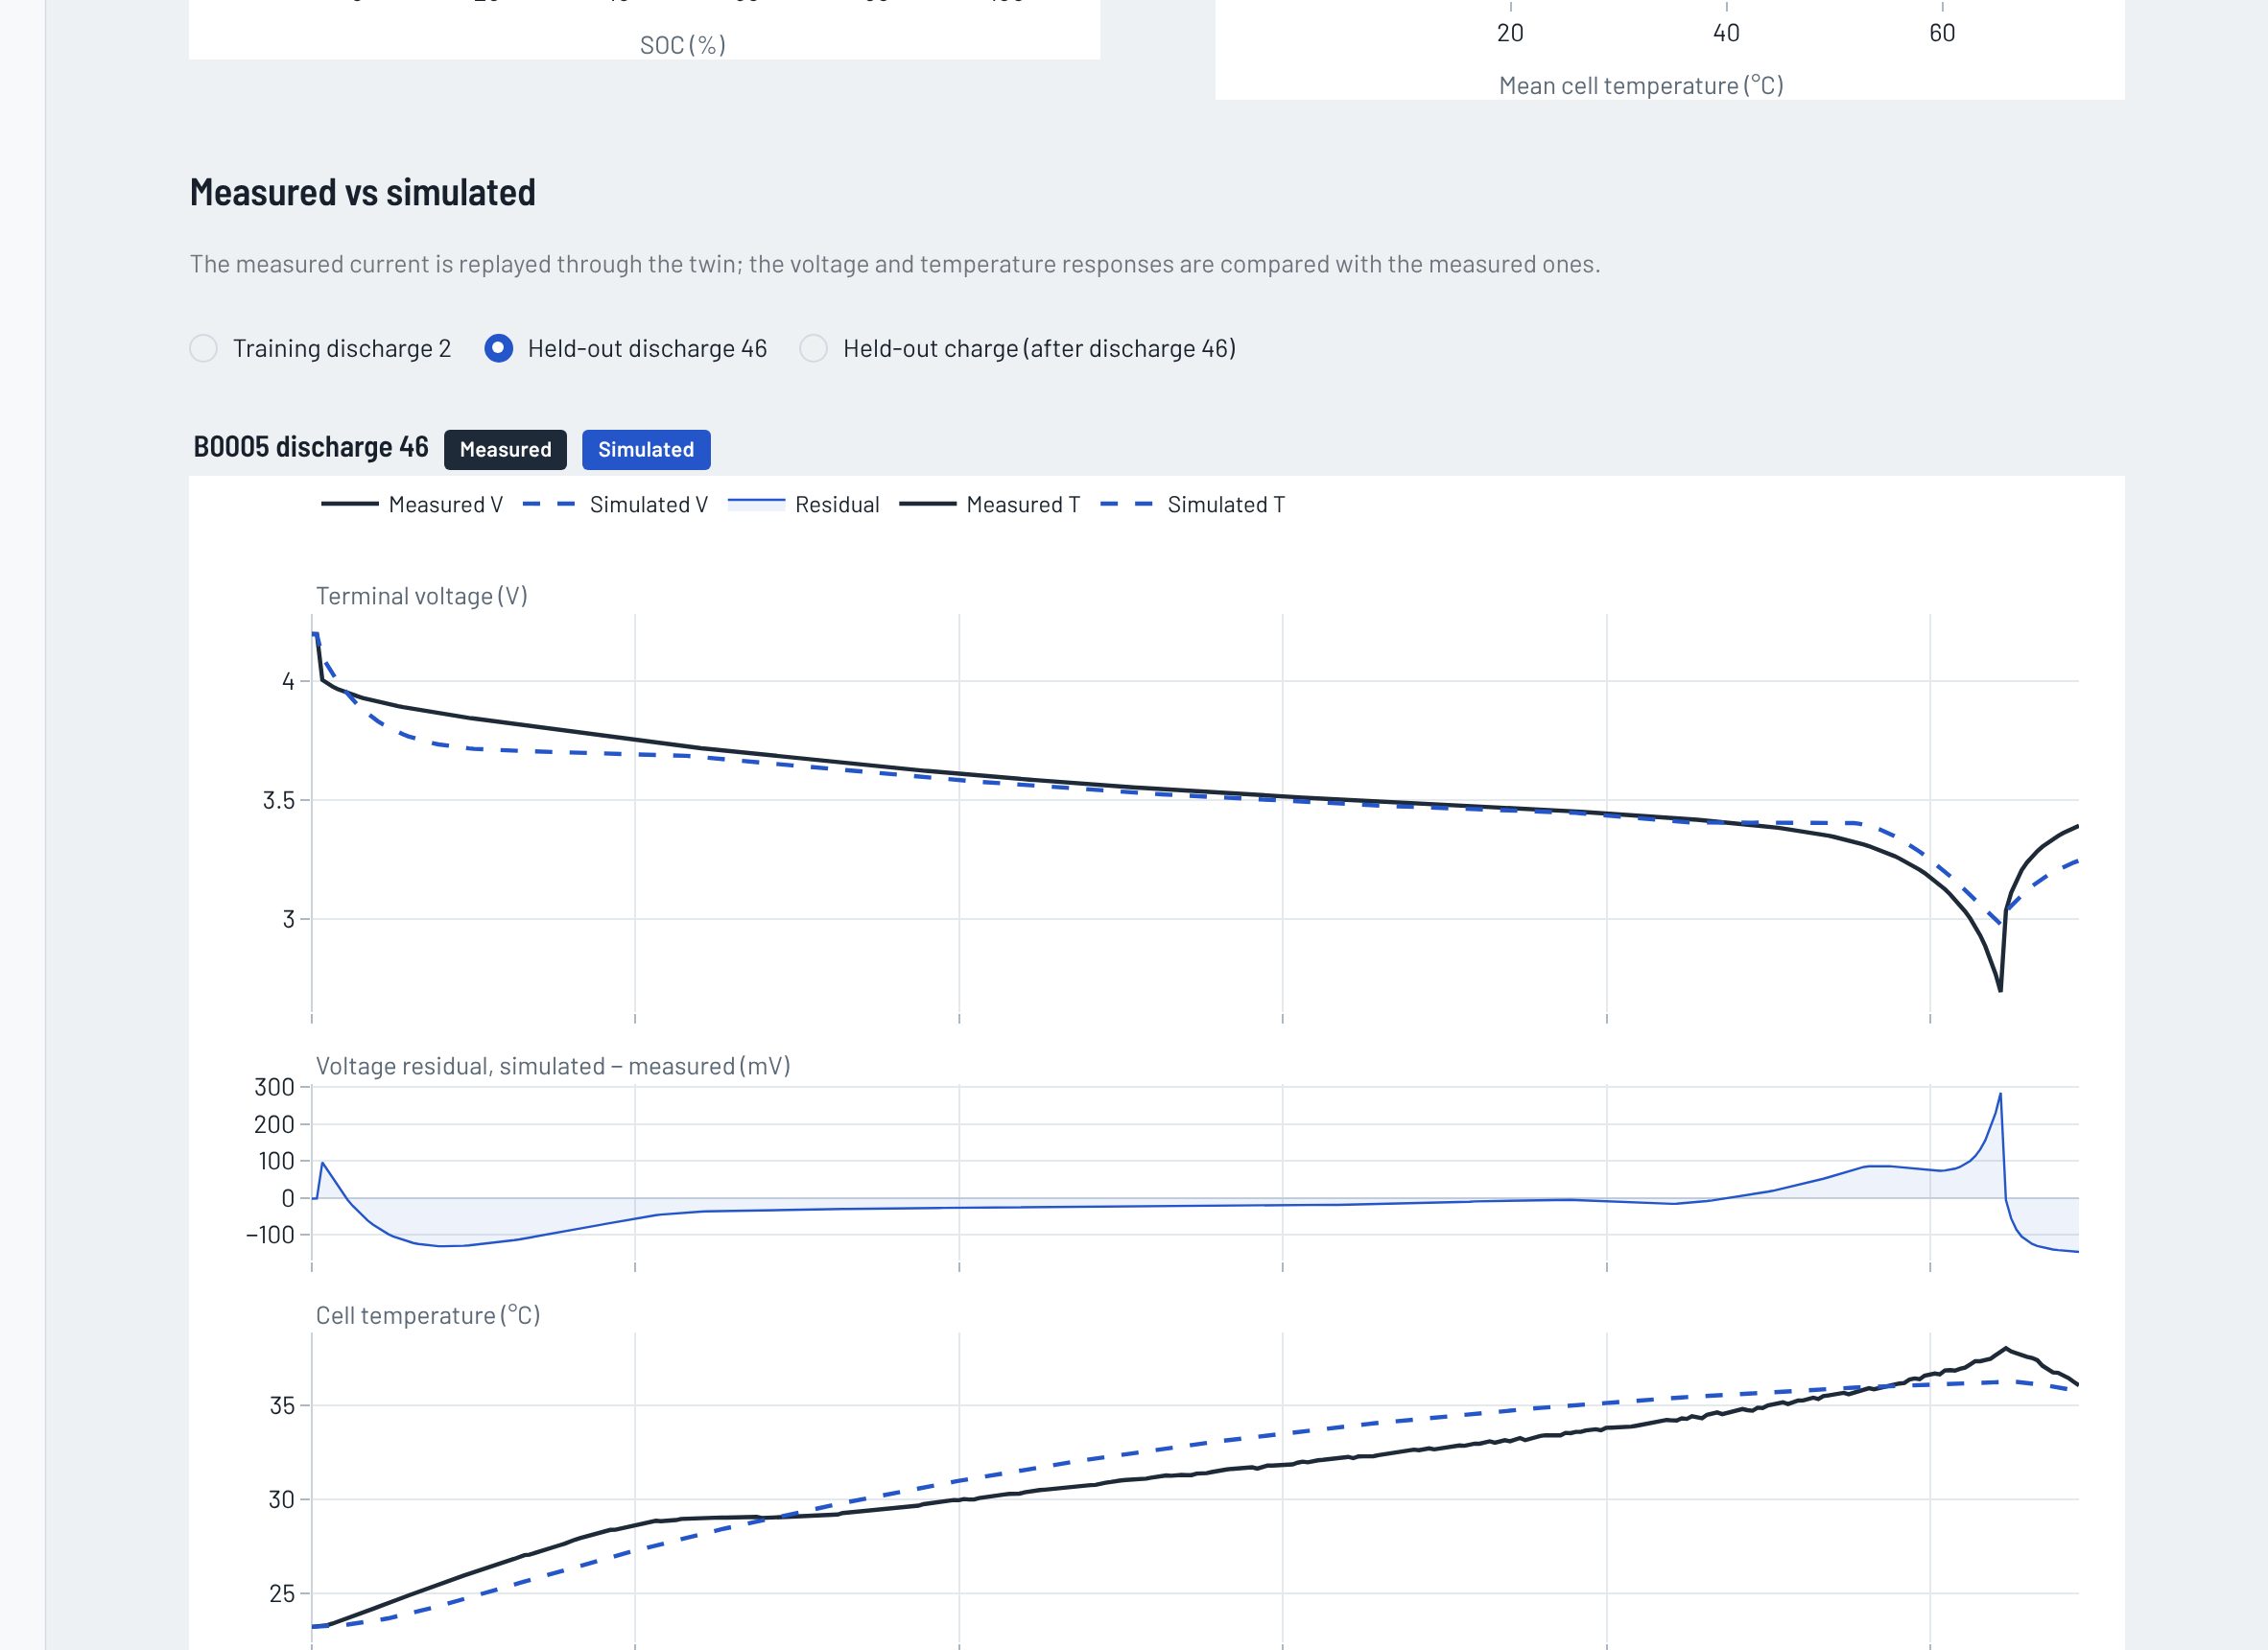 SOC (%)
20 40 60
Mean cell temperature (°C)
Measured vs simulated
The measured current is replayed through the twin; the voltage and temperature responses are compared with the measured ones.
Training discharge 2 Held-out discharge 46 Held-out charge (after discharge 46)
B0005 discharge 46 Measured Simulated
Measured V Simulated V Residual Measured T Simulated T
Terminal voltage (V)
4
3.5
3
Voltage residual, simulated – measured (mV)
300
200
100
0
−100
Cell temperature (°C)
35
30
25